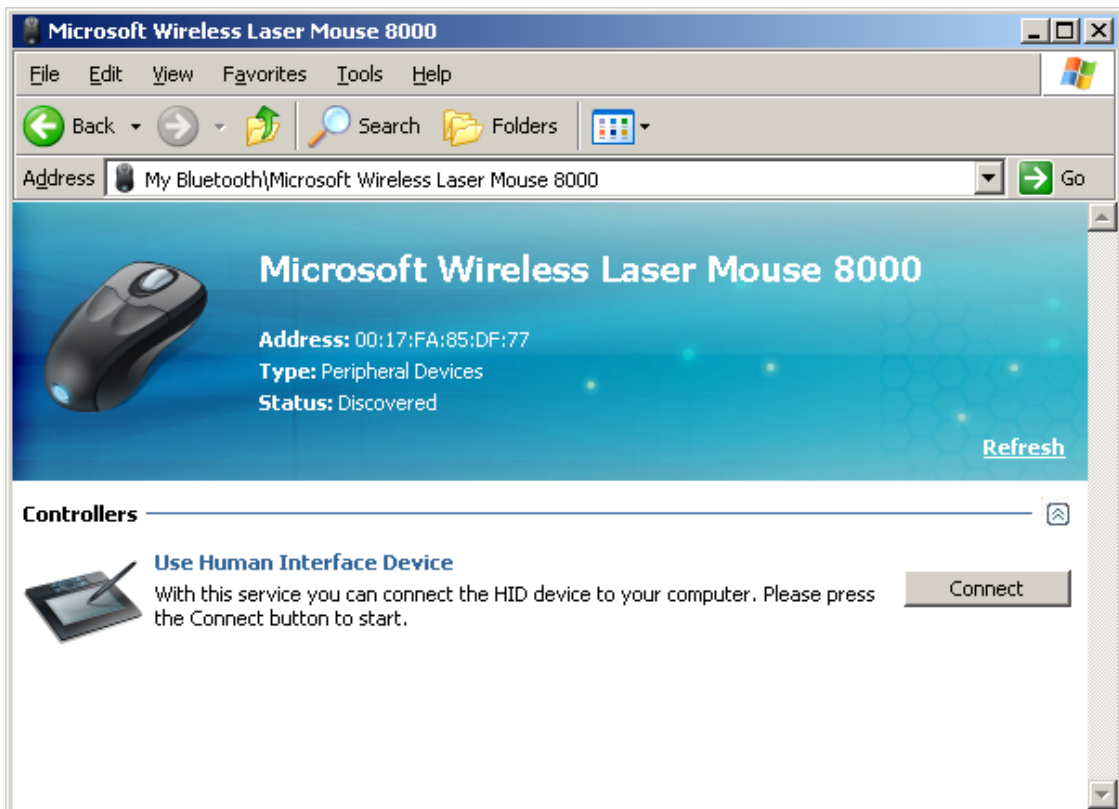 Microsoft Wireless Laser Mouse 8000
File Edit View Favorites Tools Help
Back Search Folders
Address My Bluetooth\Microsoft Wireless Laser Mouse 8000 Go
Microsoft Wireless Laser Mouse 8000
Address: 00:17:FA:85:DF:77
Type: Peripheral Devices
Status: Discovered
Refresh
Controllers
Use Human Interface Device
With this service you can connect the HID device to your computer. Please press
the Connect button to start.
Connect